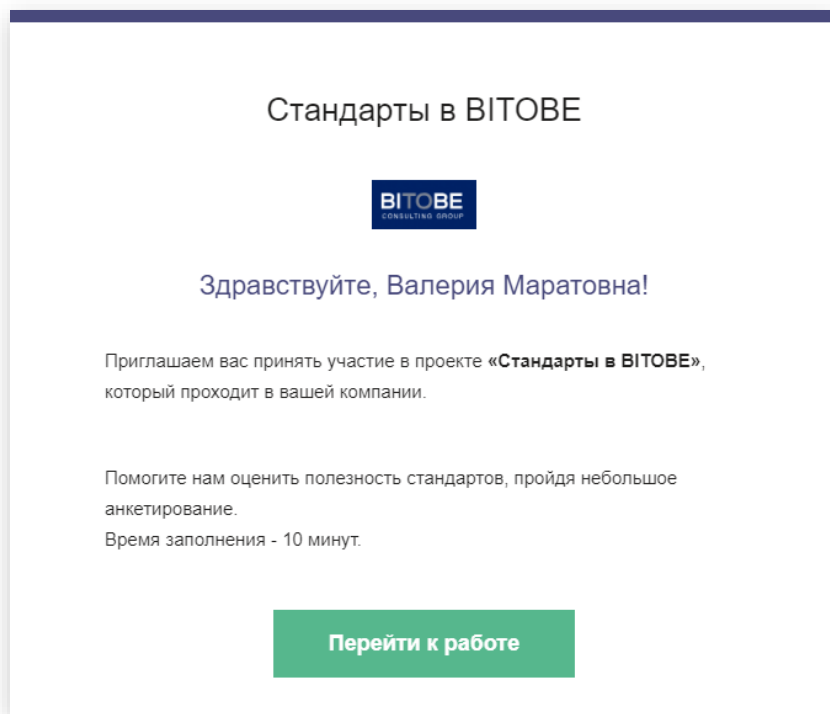 Стандарты в BITOBE
BITOBE
CONSULTING GROUP
Здравствуйте, Валерия Маратовна!
Приглашаем вас принять участие в проекте «Стандарты в BITOBE»,
который проходит в вашей компании.
Помогите нам оценить полезность стандартов, пройдя небольшое
анкетирование.
Время заполнения - 10 минут.
Перейти к работе